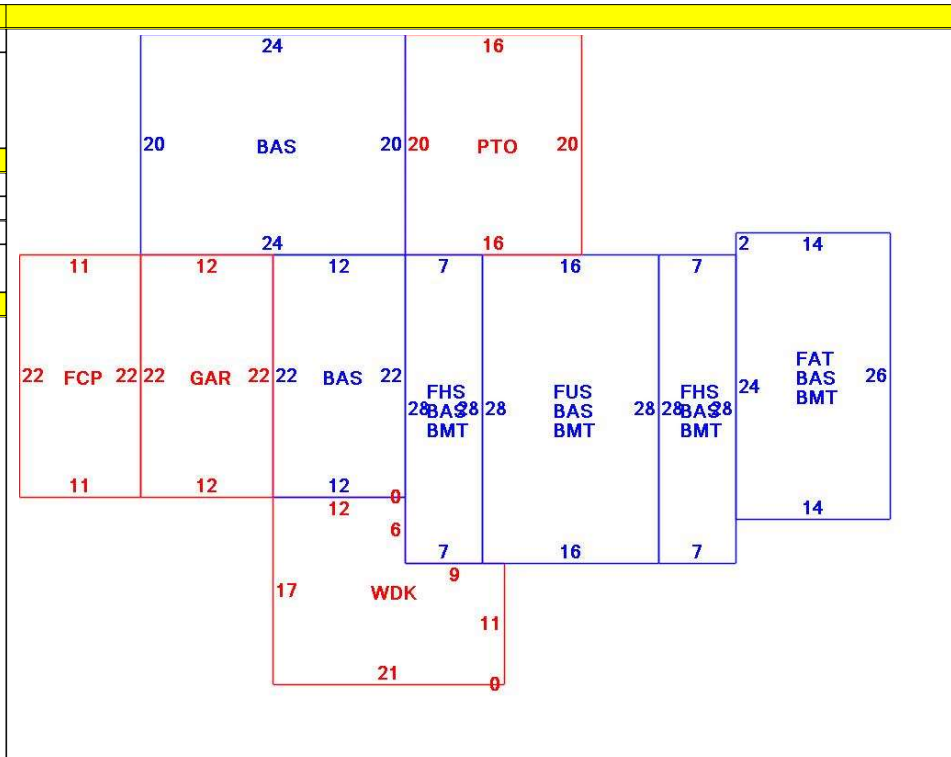 24 16
20 BAS 20 20 PTO 20
24 16 2 14
11 12 12 7 16 7
FAT
22 FCP 22 22 GAR 22 22 BAS 22 24 BAS 26
FHS FUS FHS BMT
28 BAS 28 28 BAS 28 28 BAS 28
BMT BMT BMT
11 12 12 0
12 14
6
7 16 7
9
17 WDK
11
21 0